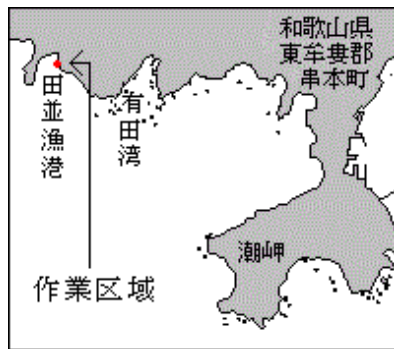 和歌山県
東牟婁郡
串本町
田並漁港
有田湾
潮岬
作業区域